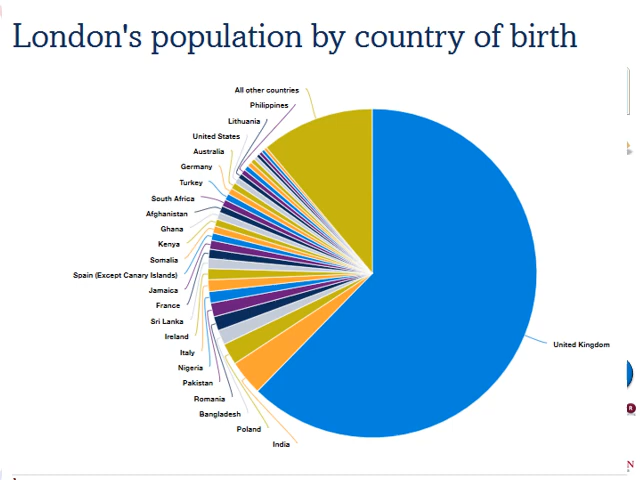 London's population by country of birth
All other countries
Philippines
Lithuania
United States
Australia
Germany
Turkey
South Africa
Afghanistan
Ghana
Kenya
Somalia
Spain (Except Canary Islands)
Jamaica
France
Sri Lanka
Ireland
Italy
Nigeria
Pakistan
Romania
Bangladesh
Poland
India
United Kingdom
R
N